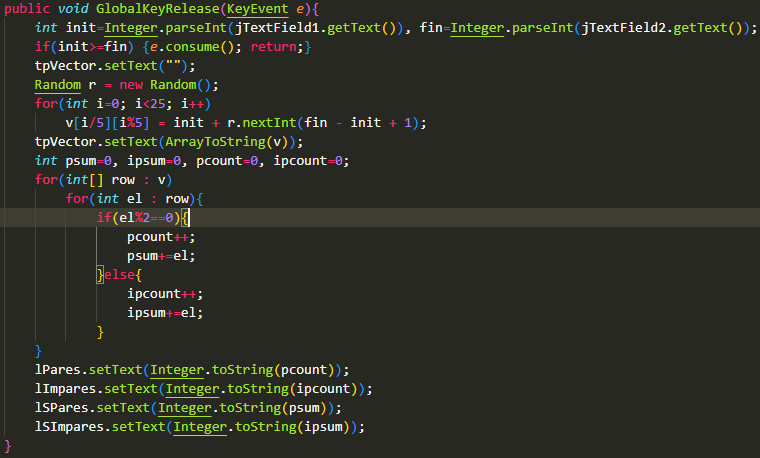 public void GlobalKeyRelease(KeyEvent e){
    int init=Integer.parseInt(jTextField1.getText()), fin=Integer.parseInt(jTextField2.getText());
    if(init>=fin) {e.consume(); return;}
    tpVector.setText("");
    Random r = new Random();
    for(int i=0; i<25; i++)
        v[i/5][i%5] = init + r.nextInt(fin - init + 1);
    tpVector.setText(ArrayToString(v));
    int psum=0, ipsum=0, pcount=0, ipcount=0;
    for(int[] row : v)
        for(int el : row){
            if(el%2==0){
                pcount++;
                psum+=el;
            }else{
                ipcount++;
                ipsum+=el;
            }
    }
    lPares.setText(Integer.toString(pcount));
    lImpares.setText(Integer.toString(ipcount));
    lSPares.setText(Integer.toString(psum));
    lSImpares.setText(Integer.toString(ipsum));
}